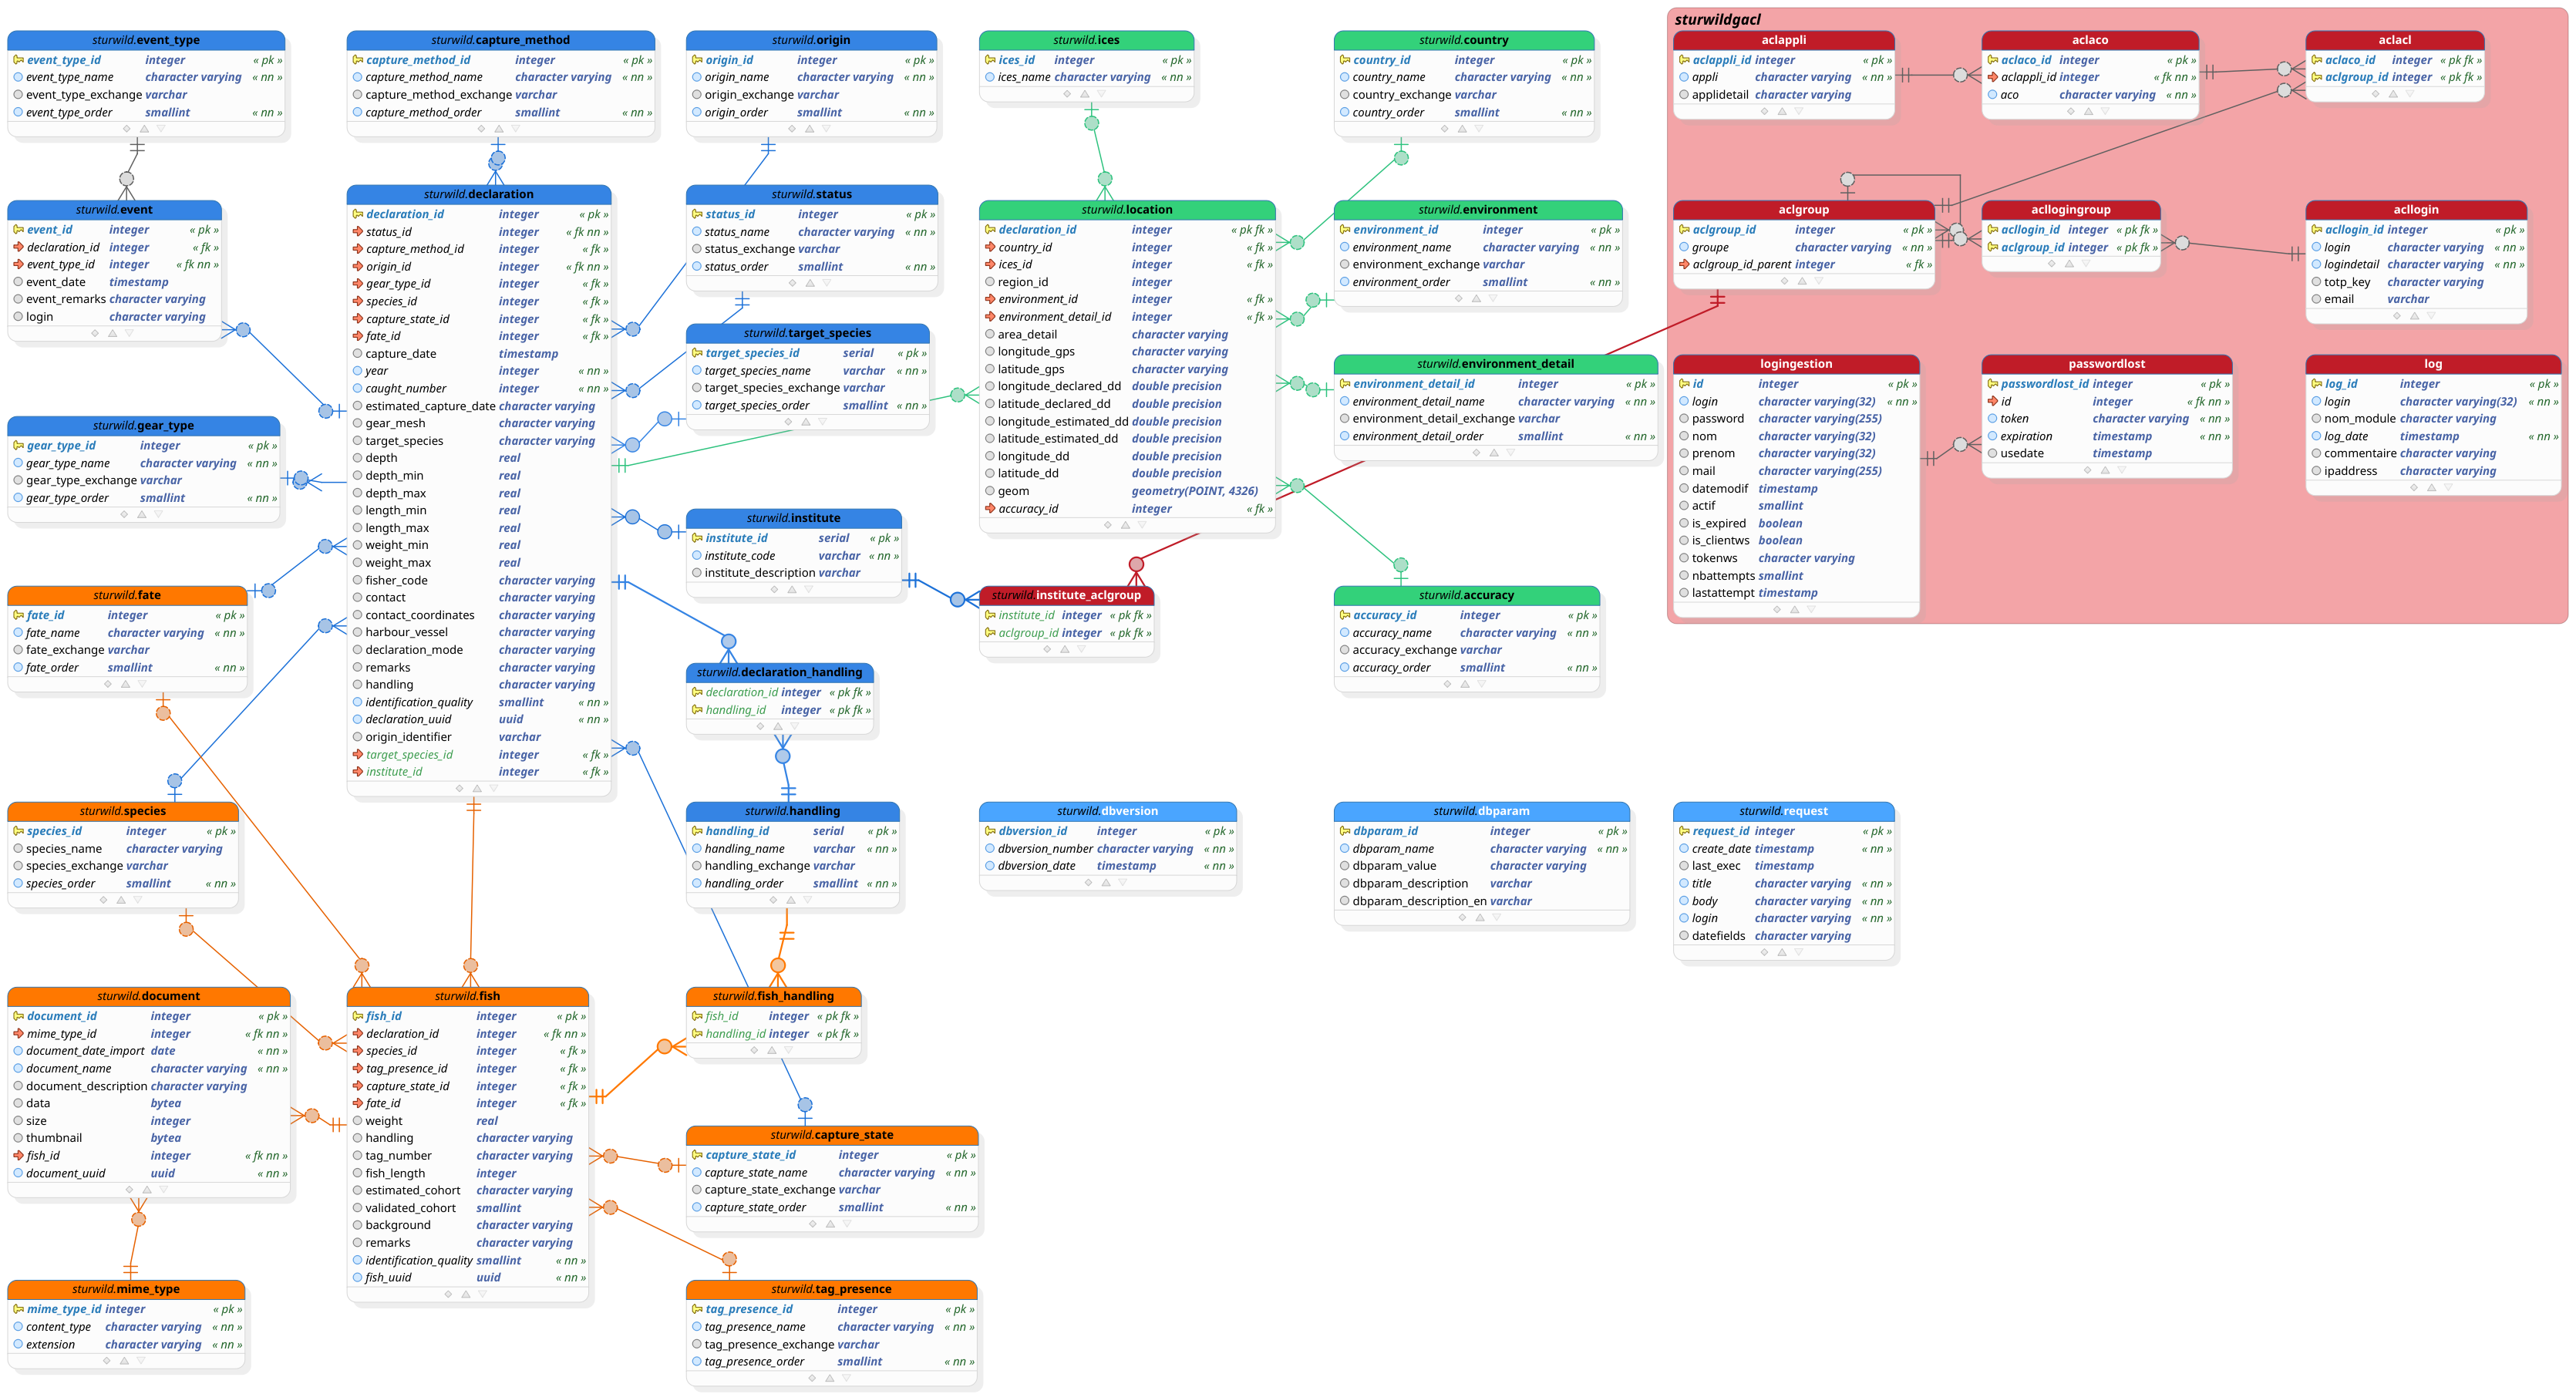 sturwildgacl
sturwild.event_type
event_type_id integer « pk »
event_type_name character varying « nn »
event_type_exchange varchar
event_type_order smallint « nn »
sturwild.capture_method
capture_method_id integer « pk »
capture_method_name character varying « nn »
capture_method_exchange varchar
capture_method_order smallint « nn »
sturwild.origin
origin_id integer « pk »
origin_name character varying « nn »
origin_exchange varchar
origin_order smallint « nn »
sturwild.ices
ices_id integer « pk »
ices_name character varying « nn »
sturwild.country
country_id integer « pk »
country_name character varying « nn »
country_exchange varchar
country_order smallint « nn »
aclappli
aclappli_id integer « pk »
appli character varying « nn »
applidetail character varying
aclaco
aclaco_id integer « pk »
aclappli_id integer « fk nn »
aco character varying « nn »
aclacl
aclaco_id integer « pk fk »
aclgroup_id integer « pk fk »
sturwild.event
event_id integer « pk »
declaration_id integer « fk »
event_type_id integer « fk nn »
event_date timestamp
event_remarks character varying
login character varying
sturwild.declaration
declaration_id integer « pk »
status_id integer « fk nn »
capture_method_id integer « fk »
origin_id integer « fk nn »
gear_type_id integer « fk »
species_id integer « fk »
capture_state_id integer « fk »
fate_id integer « fk »
capture_date timestamp
year integer « nn »
caught_number integer « nn »
estimated_capture_date character varying
gear_mesh character varying
target_species character varying
depth real
depth_min real
depth_max real
length_min real
length_max real
weight_min real
weight_max real
fisher_code character varying
contact character varying
contact_coordinates character varying
harbour_vessel character varying
declaration_mode character varying
remarks character varying
handling character varying
identification_quality smallint « nn »
declaration_uuid uuid « nn »
origin_identifier varchar
target_species_id integer « fk »
institute_id integer « fk »
sturwild.status
status_id integer « pk »
status_name character varying « nn »
status_exchange varchar
status_order smallint « nn »
sturwild.target_species
target_species_id serial « pk »
target_species_name varchar « nn »
target_species_exchange varchar
target_species_order smallint « nn »
sturwild.location
declaration_id integer « pk fk »
country_id integer « fk »
ices_id integer « fk »
region_id integer
environment_id integer « fk »
environment_detail_id integer « fk »
area_detail character varying
longitude_gps character varying
latitude_gps character varying
longitude_declared_dd double precision
latitude_declared_dd double precision
longitude_estimated_dd double precision
latitude_estimated_dd double precision
longitude_dd double precision
latitude_dd double precision
geom geometry(POINT, 4326)
accuracy_id integer « fk »
sturwild.environment
environment_id integer « pk »
environment_name character varying « nn »
environment_exchange varchar
environment_order smallint « nn »
sturwild.environment_detail
environment_detail_id integer « pk »
environment_detail_name character varying « nn »
environment_detail_exchange varchar
environment_detail_order smallint « nn »
aclgroup
aclgroup_id integer « pk »
groupe character varying « nn »
aclgroup_id_parent integer « fk »
acllogingroup
acllogin_id integer « pk fk »
aclgroup_id integer « pk fk »
acllogin
acllogin_id integer « pk »
login character varying « nn »
logindetail character varying « nn »
totp_key character varying
email varchar
logingestion
id integer « pk »
login character varying(32) « nn »
password character varying(255)
nom character varying(32)
prenom character varying(32)
mail character varying(255)
datemodif timestamp
actif smallint
is_expired boolean
is_clientws boolean
tokenws character varying
nbattempts smallint
lastattempt timestamp
passwordlost
passwordlost_id integer « pk »
id integer « fk nn »
token character varying « nn »
expiration timestamp « nn »
usedate timestamp
log
log_id integer « pk »
login character varying(32) « nn »
nom_module character varying
log_date timestamp « nn »
commentaire character varying
ipaddress character varying
sturwild.gear_type
gear_type_id integer « pk »
gear_type_name character varying « nn »
gear_type_exchange varchar
gear_type_order smallint « nn »
sturwild.institute
institute_id serial « pk »
institute_code varchar « nn »
institute_description varchar
sturwild.fate
fate_id integer « pk »
fate_name character varying « nn »
fate_exchange varchar
fate_order smallint « nn »
sturwild.institute_aclgroup
institute_id integer « pk fk »
aclgroup_id integer « pk fk »
sturwild.accuracy
accuracy_id integer « pk »
accuracy_name character varying « nn »
accuracy_exchange varchar
accuracy_order smallint « nn »
sturwild.declaration_handling
declaration_id integer « pk fk »
handling_id integer « pk fk »
sturwild.species
species_id integer « pk »
species_name character varying
species_exchange varchar
species_order smallint « nn »
sturwild.handling
handling_id serial « pk »
handling_name varchar « nn »
handling_exchange varchar
handling_order smallint « nn »
sturwild.dbversion
dbversion_id integer « pk »
dbversion_number character varying « nn »
dbversion_date timestamp « nn »
sturwild.dbparam
dbparam_id integer « pk »
dbparam_name character varying « nn »
dbparam_value character varying
dbparam_description varchar
dbparam_description_en varchar
sturwild.request
request_id integer « pk »
create_date timestamp « nn »
last_exec timestamp
title character varying « nn »
body character varying « nn »
login character varying « nn »
datefields character varying
sturwild.document
document_id integer « pk »
mime_type_id integer « fk nn »
document_date_import date « nn »
document_name character varying « nn »
document_description character varying
data bytea
size integer
thumbnail bytea
fish_id integer « fk nn »
document_uuid uuid « nn »
sturwild.fish
fish_id integer « pk »
declaration_id integer « fk nn »
species_id integer « fk »
tag_presence_id integer « fk »
capture_state_id integer « fk »
fate_id integer « fk »
weight real
handling character varying
tag_number character varying
fish_length integer
estimated_cohort character varying
validated_cohort smallint
background character varying
remarks character varying
identification_quality smallint « nn »
fish_uuid uuid « nn »
sturwild.fish_handling
fish_id integer « pk fk »
handling_id integer « pk fk »
sturwild.capture_state
capture_state_id integer « pk »
capture_state_name character varying « nn »
capture_state_exchange varchar
capture_state_order smallint « nn »
sturwild.mime_type
mime_type_id integer « pk »
content_type character varying « nn »
extension character varying « nn »
sturwild.tag_presence
tag_presence_id integer « pk »
tag_presence_name character varying « nn »
tag_presence_exchange varchar
tag_presence_order smallint « nn »